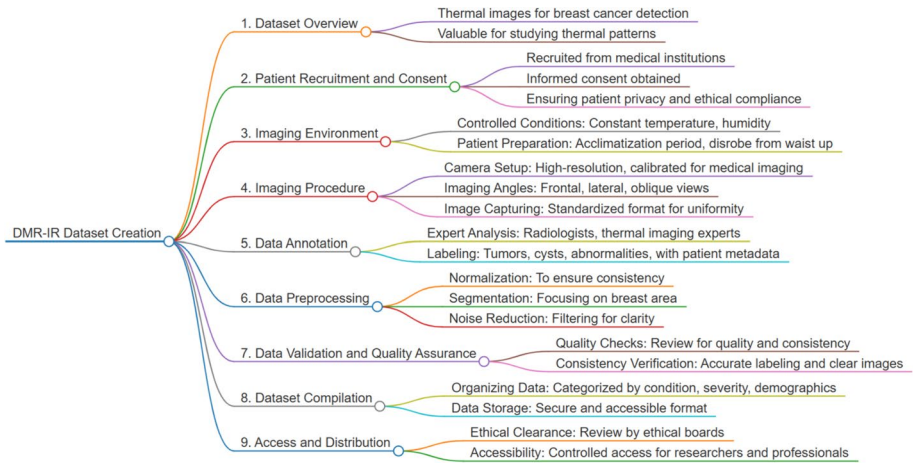 DMR-IR Dataset Creation
1. Dataset Overview
Thermal images for breast cancer detection
Valuable for studying thermal patterns
2. Patient Recruitment and Consent
Recruited from medical institutions
Informed consent obtained
Ensuring patient privacy and ethical compliance
3. Imaging Environment
Controlled Conditions: Constant temperature, humidity
Patient Preparation: Acclimatization period, disrobe from waist up
4. Imaging Procedure
Camera Setup: High-resolution, calibrated for medical imaging
Imaging Angles: Frontal, lateral, oblique views
Image Capturing: Standardized format for uniformity
5. Data Annotation
Expert Analysis: Radiologists, thermal imaging experts
Labeling: Tumors, cysts, abnormalities, with patient metadata
6. Data Preprocessing
Normalization: To ensure consistency
Segmentation: Focusing on breast area
Noise Reduction: Filtering for clarity
7. Data Validation and Quality Assurance
Quality Checks: Review for quality and consistency
Consistency Verification: Accurate labeling and clear images
8. Dataset Compilation
Organizing Data: Categorized by condition, severity, demographics
Data Storage: Secure and accessible format
9. Access and Distribution
Ethical Clearance: Review by ethical boards
Accessibility: Controlled access for researchers and professionals